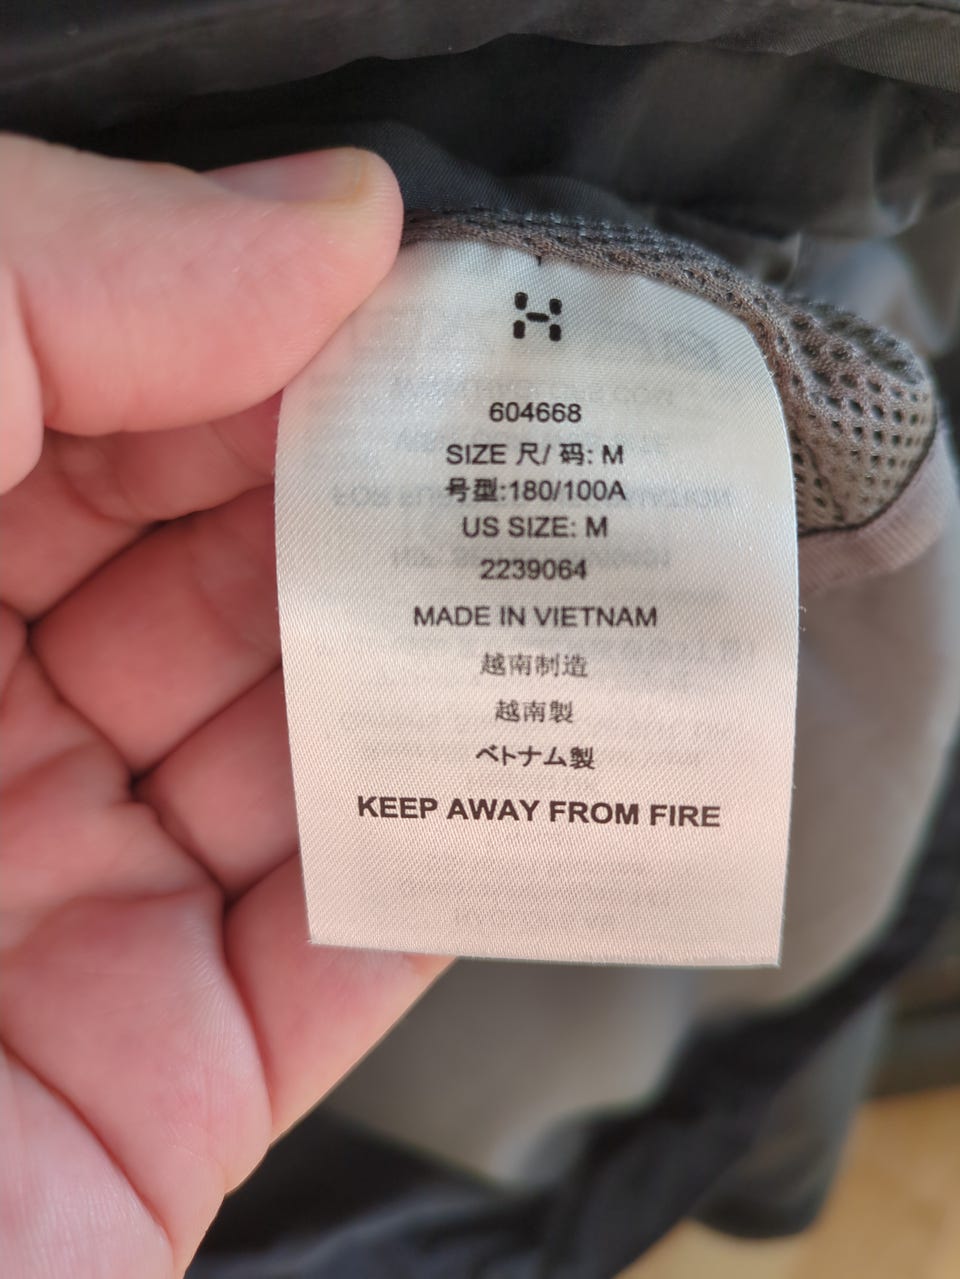 604668
SIZE 尺/ 码: M
号型:180/100A
US SIZE: M
2239064
MADE IN VIETNAM
越南制造
越南製
ベトナム製
KEEP AWAY FROM FIRE